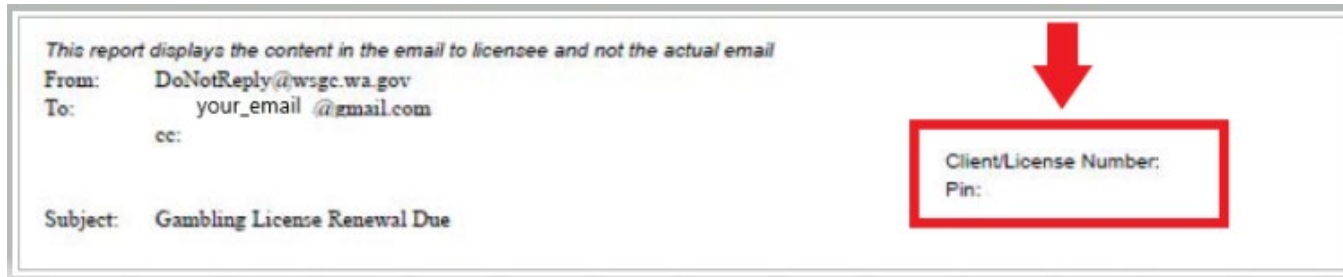 This report displays the content in the email to licensee and not the actual email
From: DoNotReply@wsgc.wa.gov
To: your_email @gmail.com
cc:
Client/License Number:
Pin:
Subject: Gambling License Renewal Due